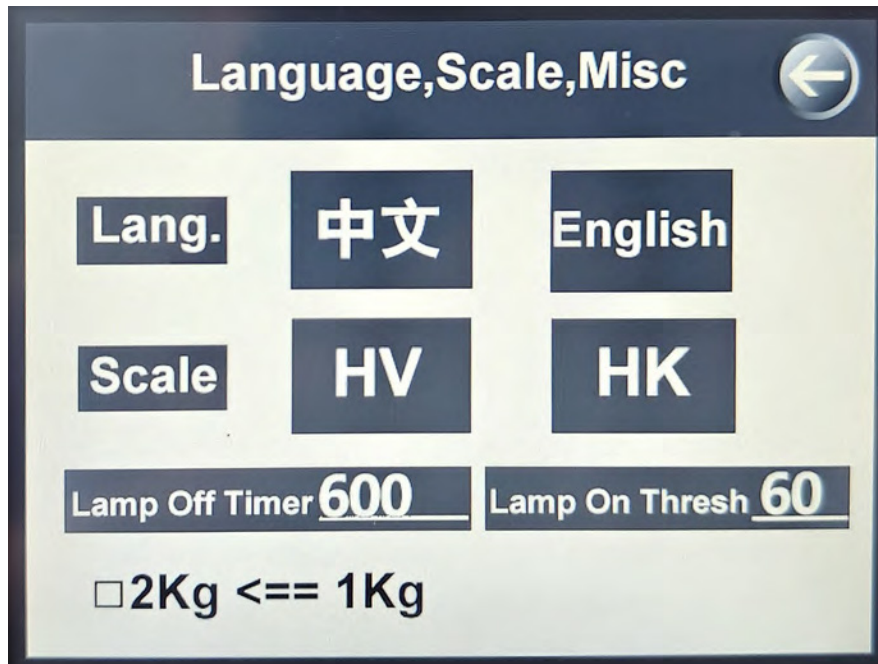 Language,Scale,Misc
Lang. 中文 English
Scale HV HK
Lamp Off Timer 600 Lamp On Thresh 60
□2Kg <== 1Kg